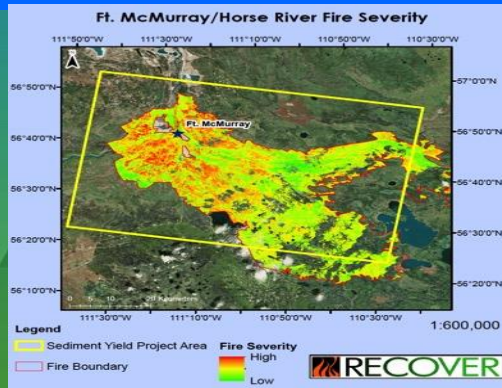 Ft. McMurray/Horse River Fire Severity
111°50'0"W 111°30'0"W 111°10'0"W 110°50'0"W 110°30'0"W
56°50'0"N
57°0'0"N
Ft. McMurray
56°40'0"N
56°50'0"N
56°30'0"N
56°40'0"N
56°20'0"N
56°30'0"N
56°10'0"N
56°20'0"N
0 5 10 20 Kilometers
111°30'0"W 111°10'0"W 110°50'0"W 110°30'0"W
1:600,000
Legend
Sediment Yield Project Area
Fire Boundary
Fire Severity
High
Low
RECOVER